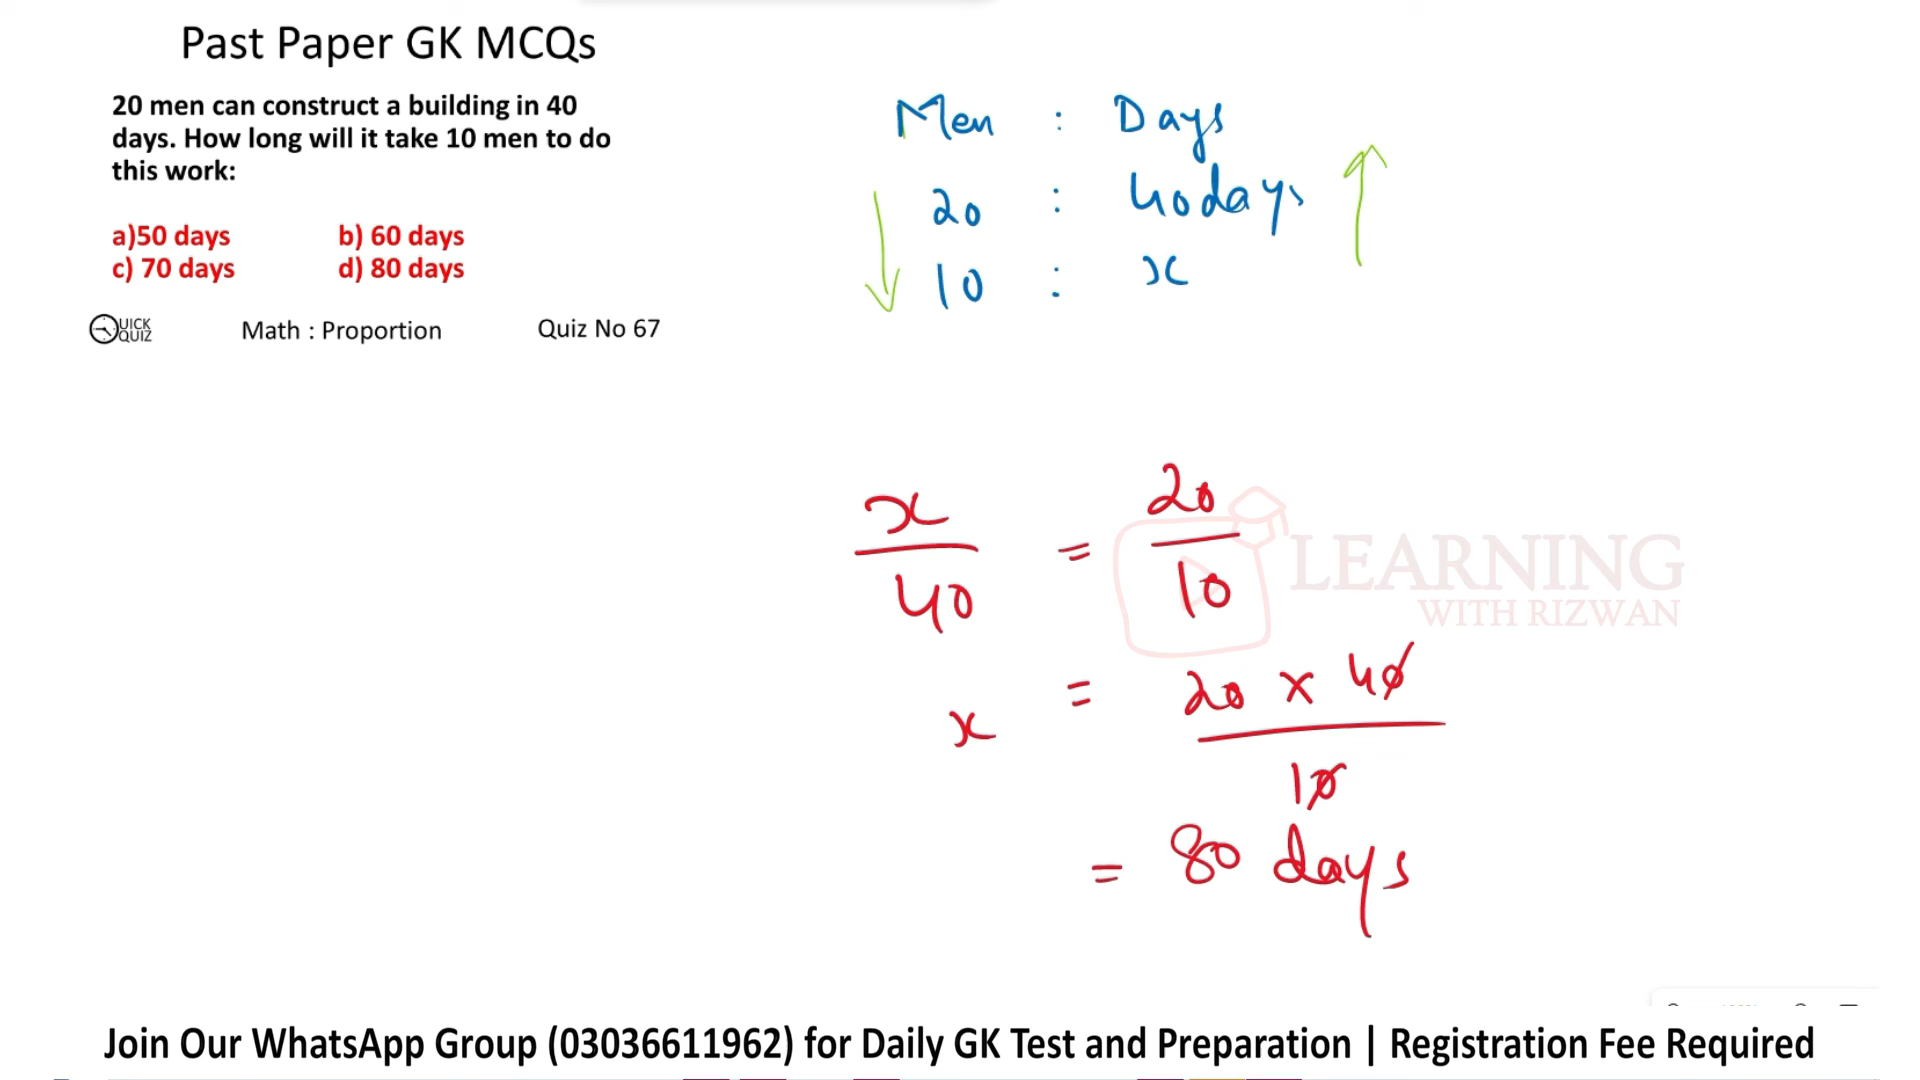 Past Paper GK MCQs
20 men can construct a building in 40
days. How long will it take 10 men to do
this work:
a)50 days b) 60 days
c) 70 days d) 80 days
QUICK QUIZ
Math : Proportion
Quiz No 67
Men : Days
20 : 40 days
10 : x
x/40 = 20/10
x = 20 x 40
10
= 80 days
LEARNING
WITH RIZWAN
Join Our WhatsApp Group (03036611962) for Daily GK Test and Preparation | Registration Fee Required